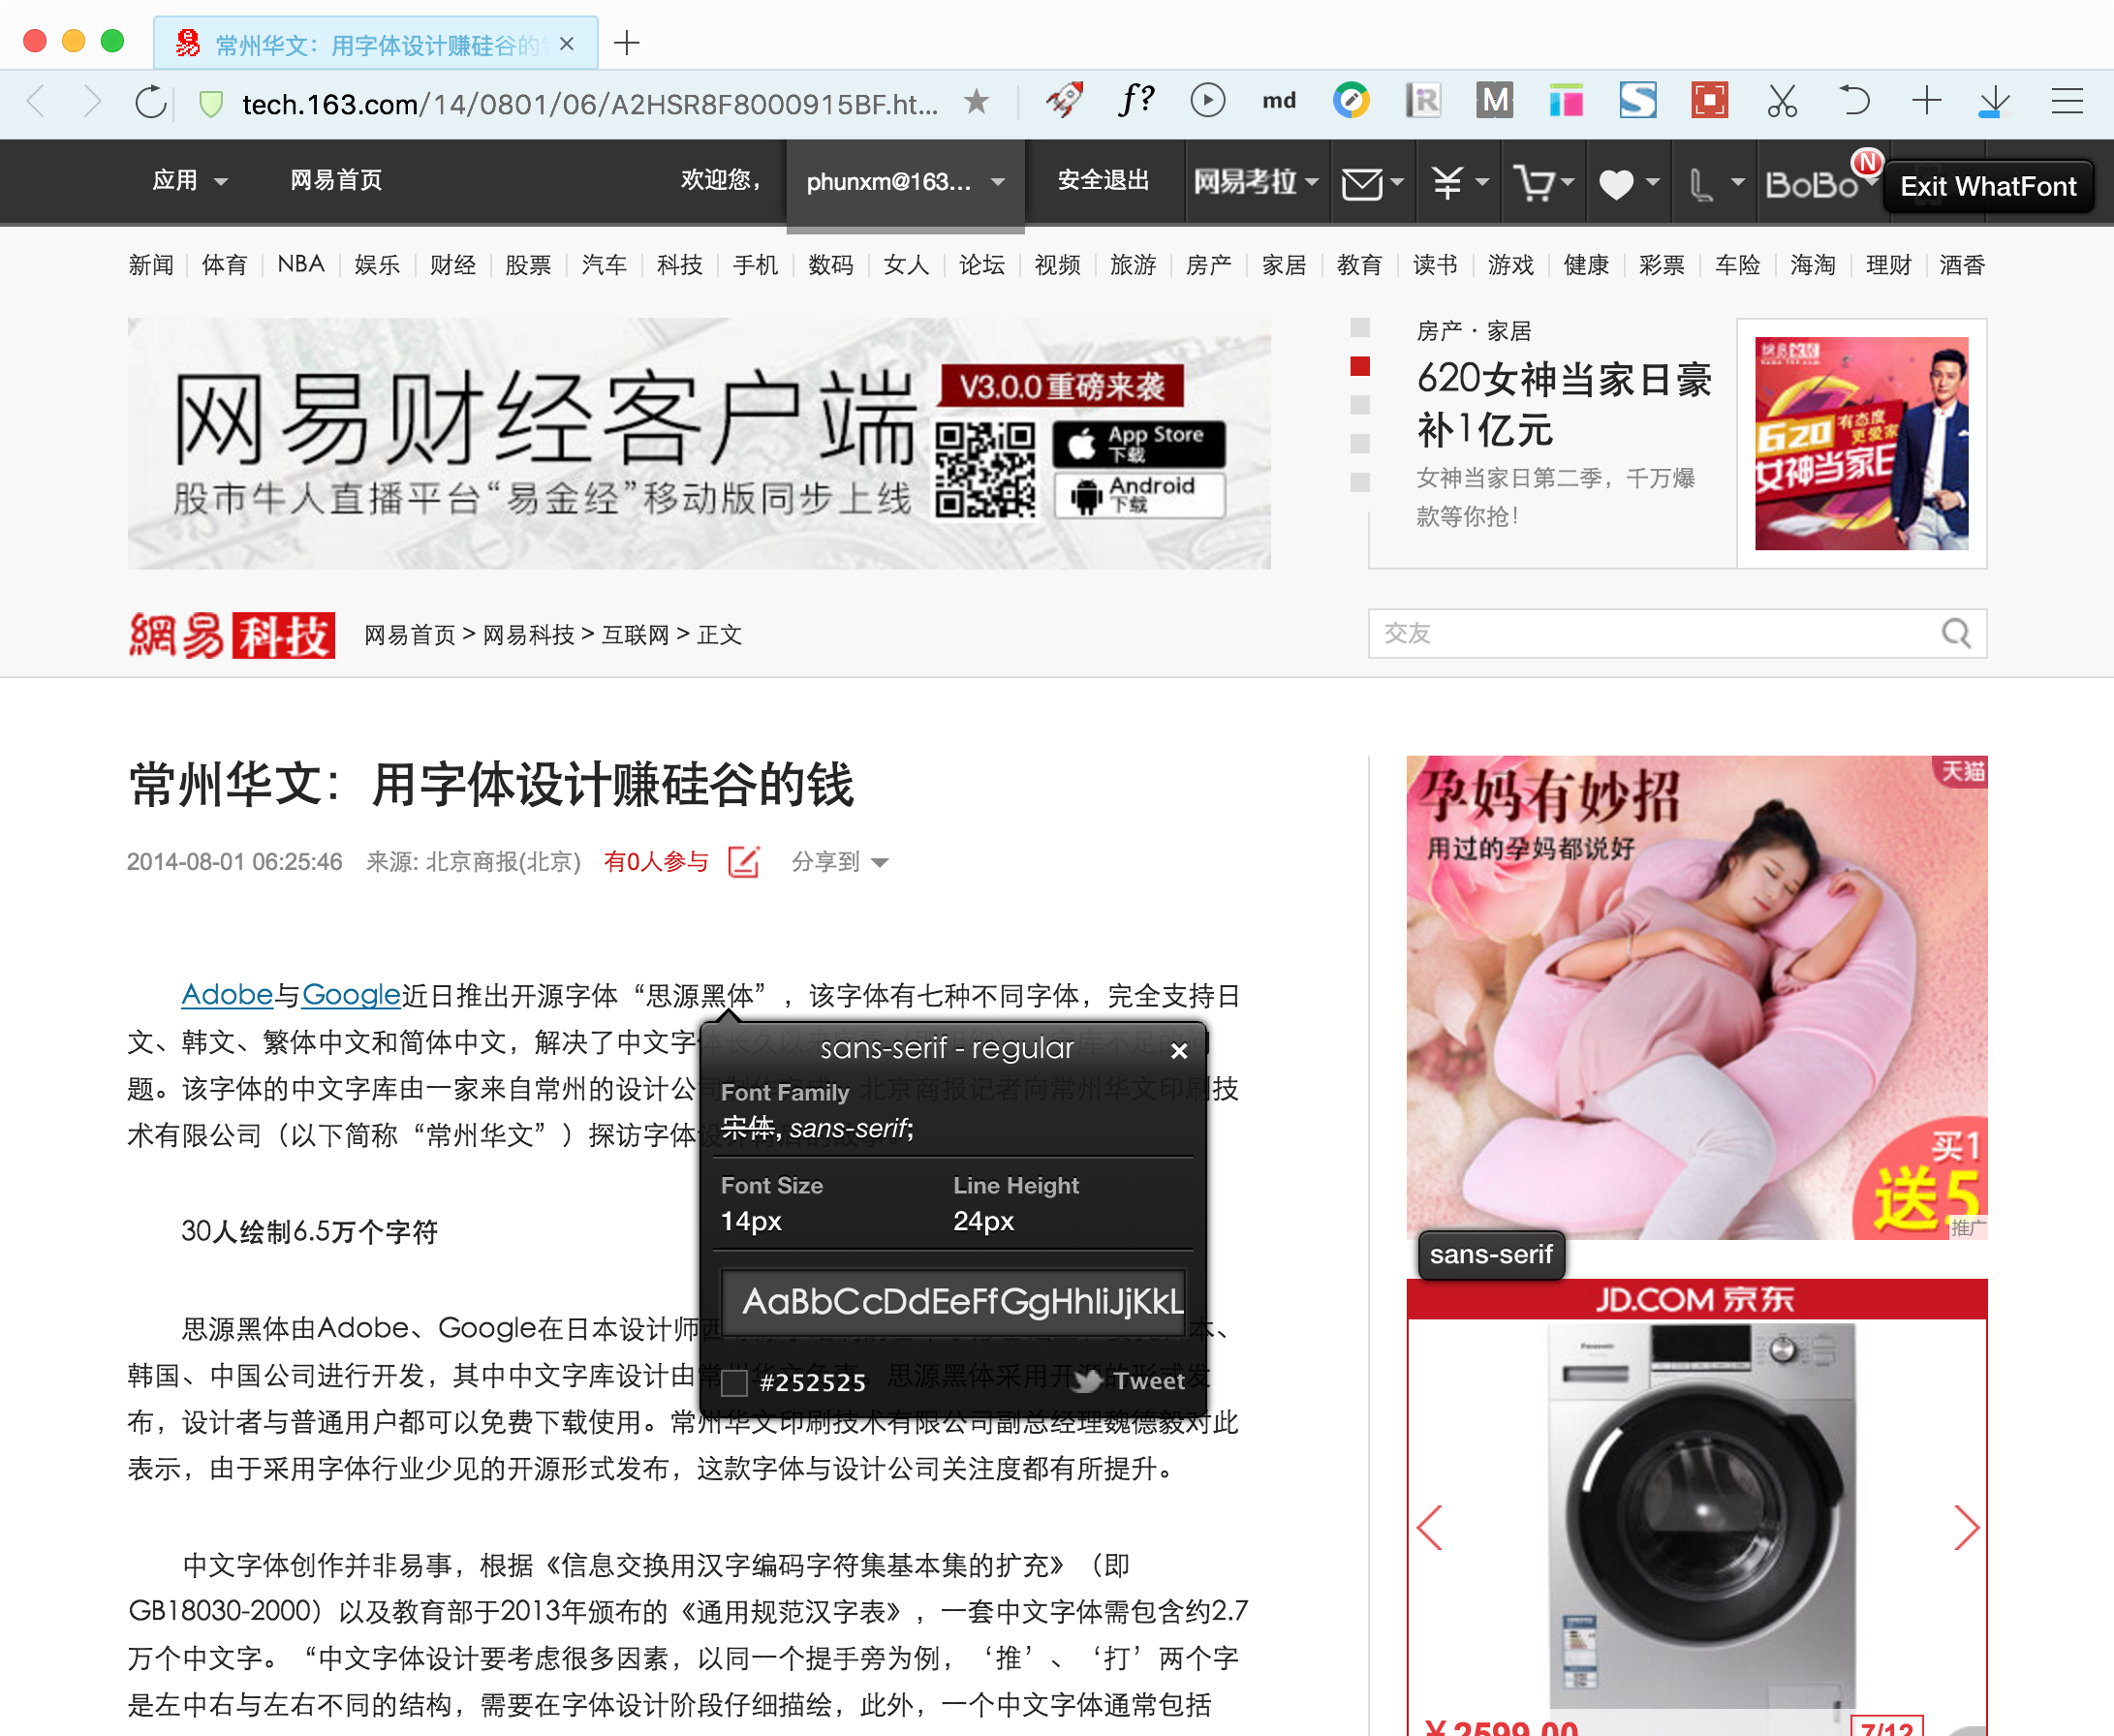 常州华文：用字体设计赚硅谷的
tech.163.com/14/0801/06/A2HSR8F8000915BF.ht...
f?
md
R
M
S
应用
网易首页
欢迎您，
phunxm@163...
安全退出
网易考拉
BoBo
N
Exit WhatFont
新闻 体育 NBA 娱乐 财经 股票 汽车 科技 手机 数码 女人 论坛 视频 旅游 房产 家居 教育 读书 游戏 健康 彩票 车险 海淘 理财 酒香
网易财经客户端
V3.0.0重磅来袭
股市牛人直播平台“易金经”移动版同步上线
App Store
下载
Android
下载
房产 · 家居
620女神当家日豪
补1亿元
女神当家日第二季，千万爆
款等你抢！
620 有态度
更爱家
女神当家日
網易科技
网易首页 > 网易科技 > 互联网 > 正文
交友
常州华文：用字体设计赚硅谷的钱
2014-08-01 06:25:46 来源: 北京商报(北京) 有0人参与 分享到
Adobe与Google近日推出开源字体“思源黑体”，该字体有七种不同字体，完全支持日
文、韩文、繁体中文和简体中文，解决了中文字体长久以来
题。该字体的中文字库由一家来自常州的设计公司 北京商报记者向常州华文印刷技
术有限公司（以下简称“常州华文”）探访字体设计
sans-serif - regular
Font Family
宋体, sans-serif;
Font Size
Line Height
14px
24px
AaBbCcDdEeFfGgHhIiJjKkL
#252525
Tweet
30人绘制6.5万个字符
思源黑体由Adobe、Google在日本设计师西 本、
韩国、中国公司进行开发，其中中文字库设计由常州华文负责。思源黑体采用开源的形式发
布，设计者与普通用户都可以免费下载使用。常州华文印刷技术有限公司副总经理魏德毅对此
表示，由于采用字体行业少见的开源形式发布，这款字体与设计公司关注度都有所提升。
中文字体创作并非易事，根据《信息交换用汉字编码字符集基本集的扩充》（即
GB18030-2000）以及教育部于2013年颁布的《通用规范汉字表》，一套中文字体需包含约2.7
万个中文字。“中文字体设计要考虑很多因素，以同一个提手旁为例，‘推’、‘打’两个字
是左中右与左右不同的结构，需要在字体设计阶段仔细描绘，此外，一个中文字体通常包括
天猫
孕妈有妙招
用过的孕妈都说好
买1
送5
推广
sans-serif
JD.COM 京东
Panasonic
￥2599.00
7/12